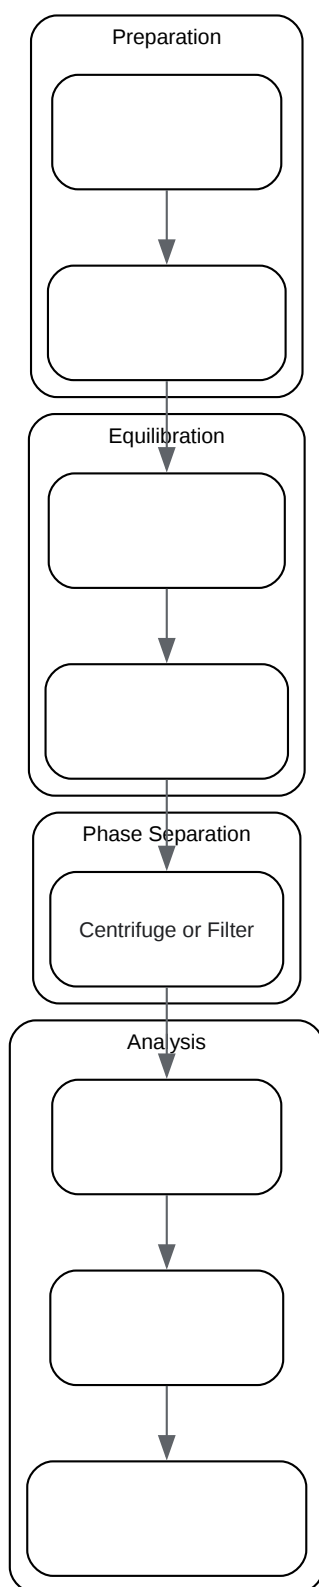 Preparation
Equilibration
Phase Separation
Centrifuge or Filter
Analysis